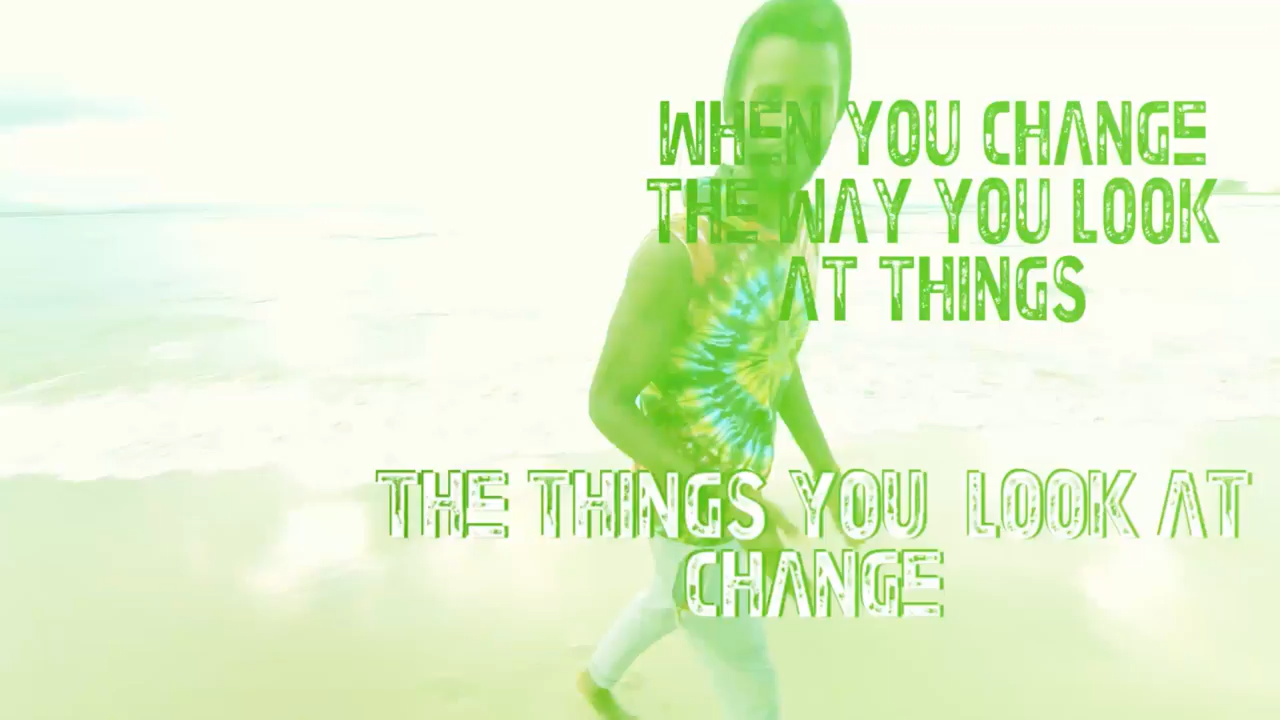 WHEN YOU CHANGE
THE WAY YOU LOOK
AT THINGS
THE THINGS YOU LOOK AT
CHANGE